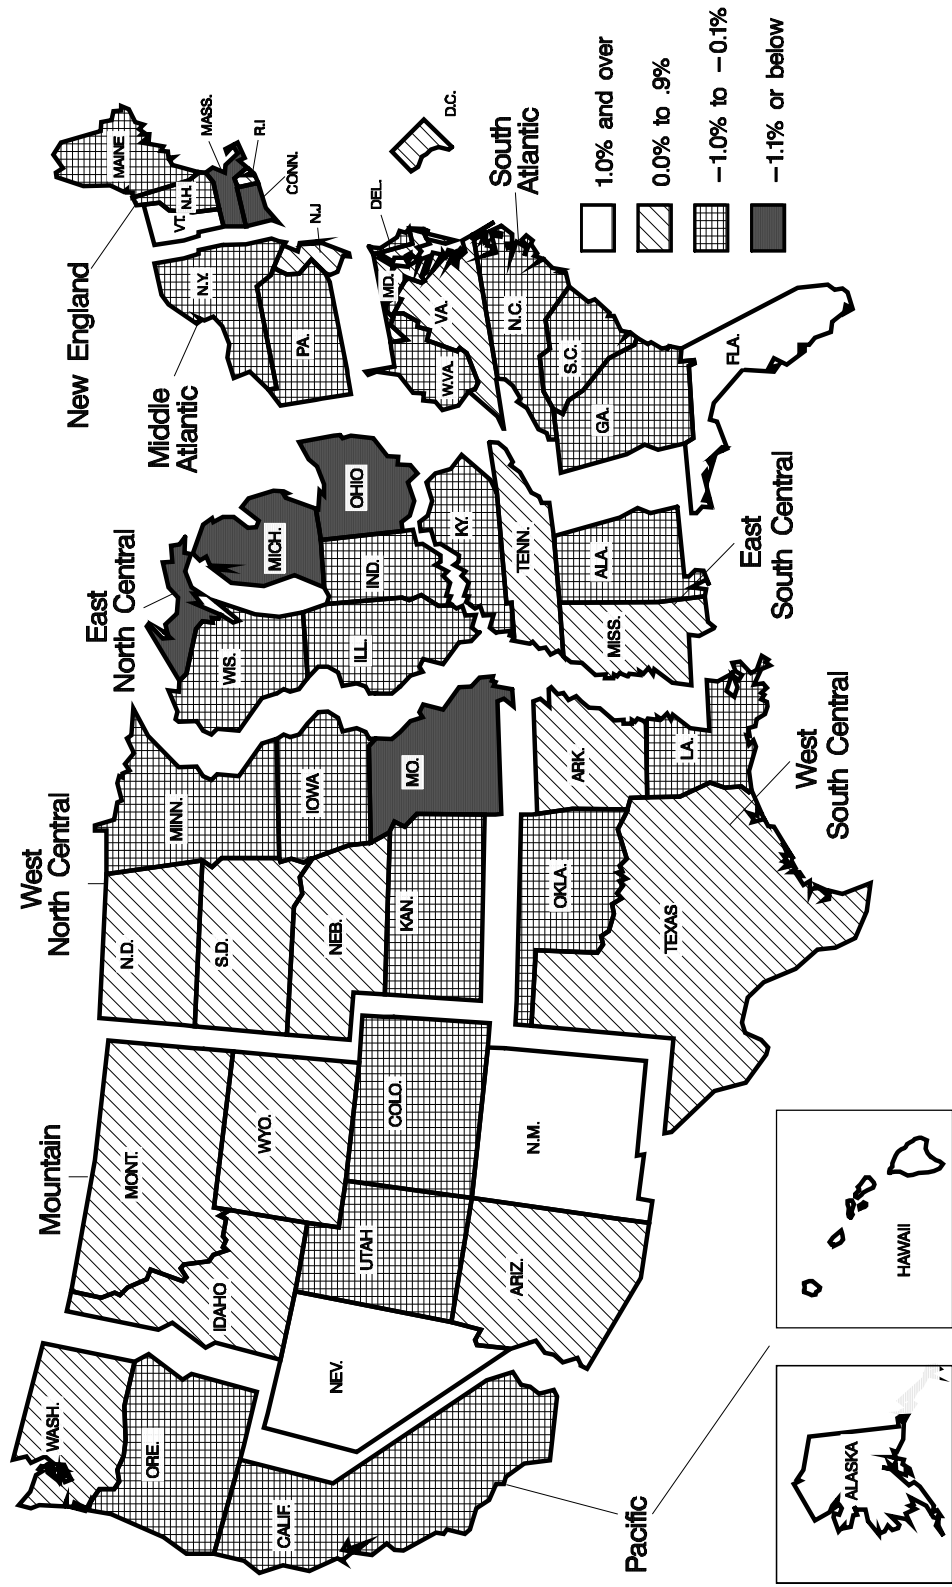 WASH.
ORE.
CALIF.
Pacific
ALASKA
HAWAII
Mountain
MONT.
IDAHO
WYO.
NEV.
UTAH
COLO.
ARIZ.
N.M.
West
North Central
N.D.
S.D.
NEB.
KAN.
MINN.
IOWA
MO.
West
South Central
OKLA.
TEXAS
ARK.
LA.
East
North Central
WIS.
MICH.
ILL.
IND.
OHIO
East
South Central
KY.
TENN.
MISS.
ALA.
Middle
Atlantic
N.Y.
PA.
N.J
New England
MAINE
VT.
N.H.
MASS.
R.I
CONN.
South
Atlantic
DEL.
MD.
D.C.
VA.
W.VA.
N.C.
S.C.
GA.
FLA.
1.0% and over
0.0% to .9%
−1.0% to −0.1%
−1.1% or below